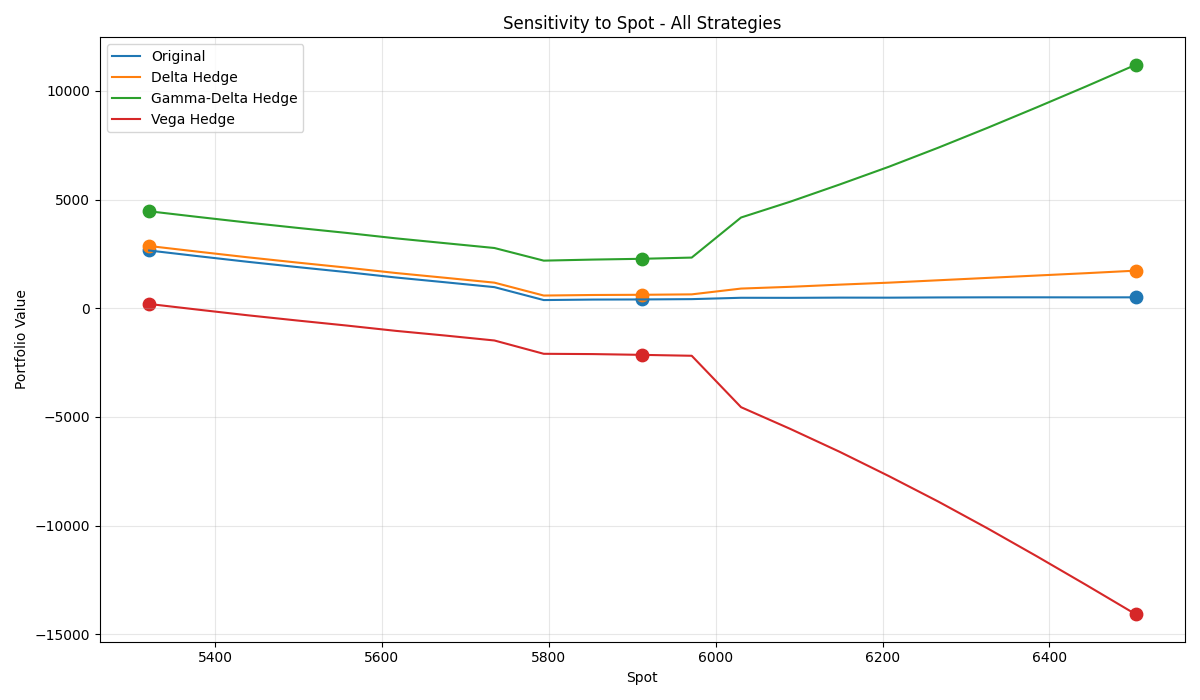 Sensitivity to Spot - All Strategies
Original
Delta Hedge
Gamma-Delta Hedge
Vega Hedge
Portfolio Value
10000
5000
0
−5000
−10000
−15000
5400
5600
5800
6000
6200
6400
Spot